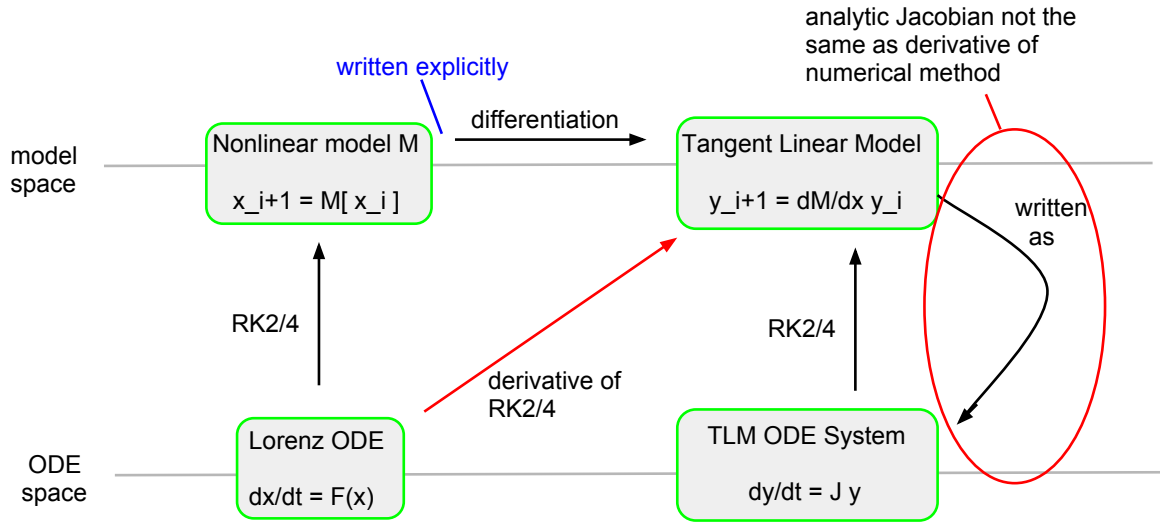 analytic Jacobian not the
same as derivative of
numerical method
written explicitly
differentiation
model
space
Nonlinear model M
x_i+1 = M[ x_i ]
Tangent Linear Model
y_i+1 = dM/dx y_i
written
as
RK2/4
RK2/4
derivative of
RK2/4
ODE
space
Lorenz ODE
dx/dt = F(x)
TLM ODE System
dy/dt = J y